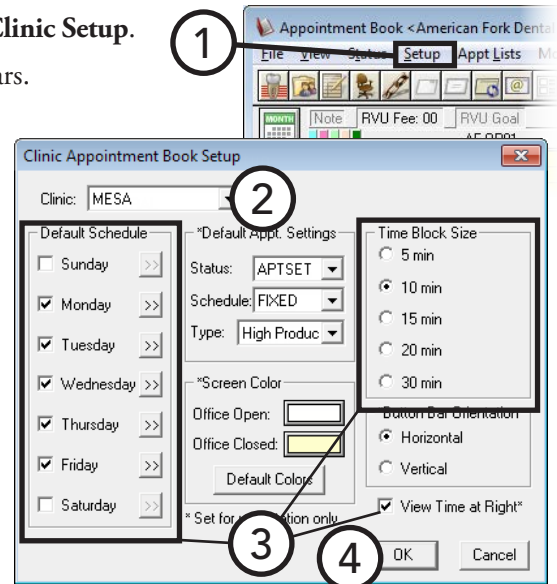 Clinic Setup.
ars.
1
Appointment Book <American Fork Dental
File View Status Setup Appt Lists
MONTH Note RVU Fee: 00 RVU Goal
Clinic Appointment Book Setup
Clinic: MESA
2
Default Schedule
Sunday >>
Monday >>
Tuesday >>
Wednesday >>
Thursday >>
Friday >>
Saturday >>
*Default Appt. Settings
Status: APTSET
Schedule: FIXED
Type: High Produc
*Screen Color
Office Open:
Office Closed:
Default Colors
* Set for only
Time Block Size
5 min
10 min
15 min
20 min
30 min
Button Bar Orientation
Horizontal
Vertical
View Time at Right*
3
4
OK Cancel